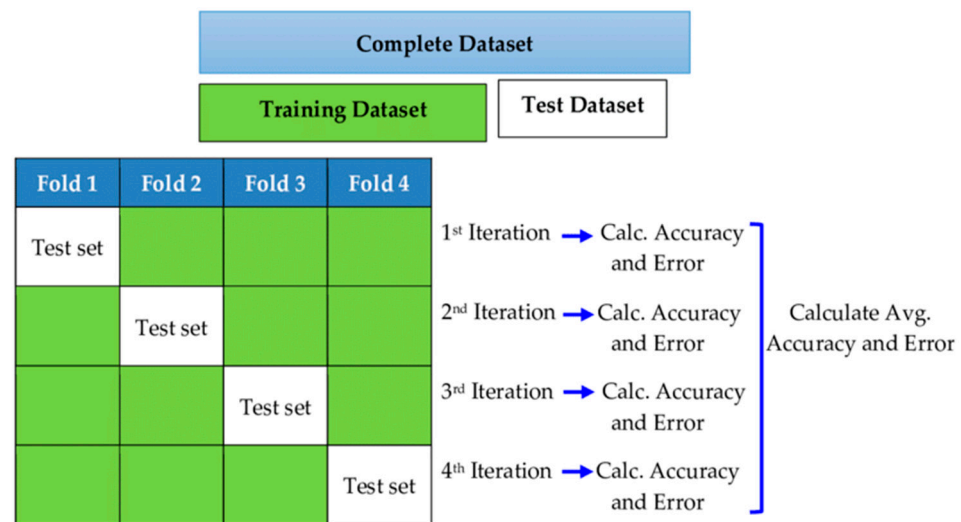 Complete Dataset
Training Dataset
Test Dataset
Fold 1
Fold 2
Fold 3
Fold 4
Test set
1st Iteration
Calc. Accuracy
and Error
Test set
2nd Iteration
Calc. Accuracy
and Error
Calculate Avg.
Accuracy and Error
Test set
3rd Iteration
Calc. Accuracy
and Error
Test set
4th Iteration
Calc. Accuracy
and Error